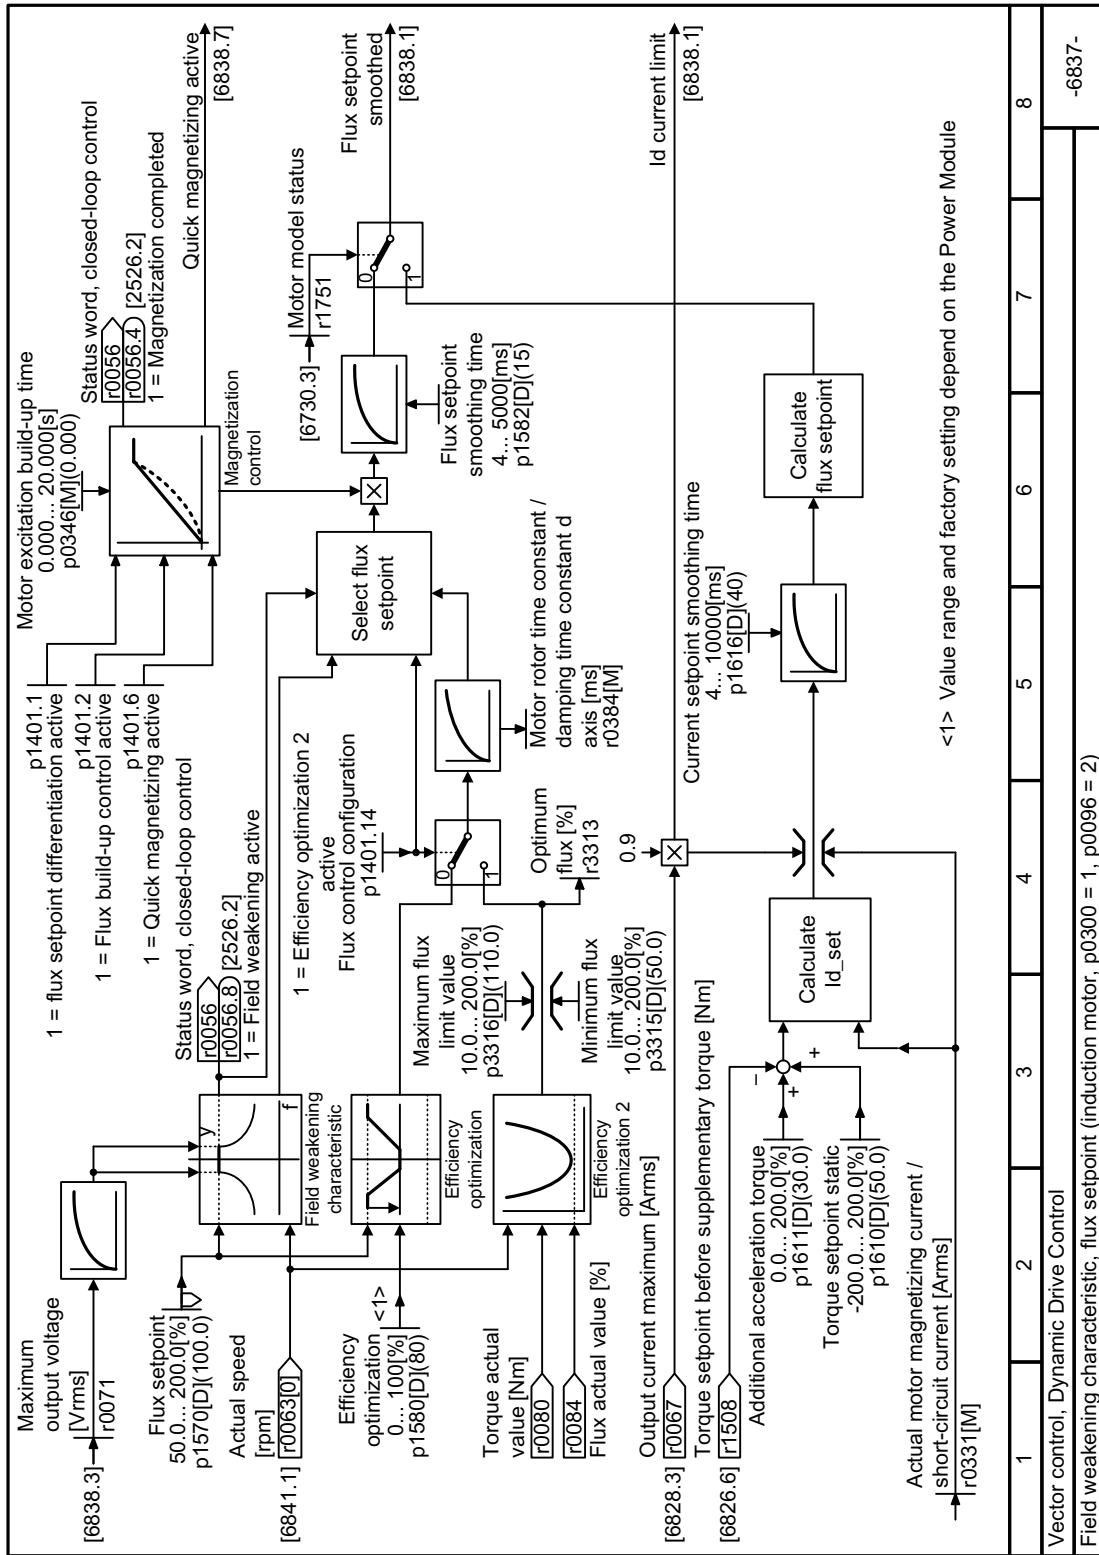 Maximum
output voltage
[Vrms]
r0071
[6838.3]
Flux setpoint
50.0... 200.0[%]
p1570[D](100.0)
Actual speed
[rpm]
r0063[0]
[6841.1]
<1>
Efficiency
optimization
0... 100[%]
p1580[D](80)
Torque actual
value [Nm]
r0080
r0084
Flux actual value [%]
Output current maximum [Arms]
[6828.3]
r0067
Torque setpoint before supplementary torque [Nm]
[6826.6]
r1508
Additional acceleration torque
0.0... 200.0[%]
p1611[D](30.0)
Torque setpoint static
-200.0... 200.0[%]
p1610[D](50.0)
Actual motor magnetizing current /
short-circuit current [Arms]
r0331[M]
y
f
Field weakening
characteristic
Efficiency
optimization
Efficiency
optimization 2
Status word, closed-loop control
r0056
r0056.8
[2526.2]
1 = Field weakening active
p1401.1
1 = flux setpoint differentiation active
p1401.2
1 = Flux build-up control active
p1401.6
1 = Quick magnetizing active
1 = Efficiency optimization 2
active
Flux control configuration
p1401.14
0
1
Maximum flux
limit value
10.0... 200.0[%]
p3316[D](110.0)
Minimum flux
limit value
10.0... 200.0[%]
p3315[D](50.0)
Optimum
flux [%]
r3313
Motor rotor time constant /
damping time constant d
axis [ms]
r0384[M]
Select flux
setpoint
Motor excitation build-up time
0.000... 20.000[s]
p0346[M](0.000)
Magnetization
control
Status word, closed-loop control
r0056
r0056.4
[2526.2]
1 = Magnetization completed
Quick magnetizing active
[6838.7]
Flux setpoint
smoothing time
4... 5000[ms]
p1582[D](15)
[6730.3]
Motor model status
r1751
0
1
Flux setpoint
smoothed
[6838.1]
0.9
Id current limit
[6838.1]
Calculate
Id_set
–
+
+
Current setpoint smoothing time
4... 10000[ms]
p1616[D](40)
Calculate
flux setpoint
<1> Value range and factory setting depend on the Power Module
1
2
3
4
5
6
7
8
Vector control, Dynamic Drive Control
Field weakening characteristic, flux setpoint (induction motor, p0300 = 1, p0096 = 2)
-6837-